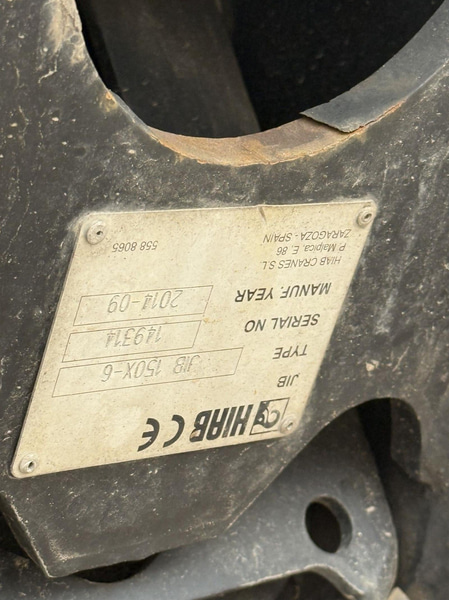 HIAB CE
JIB
TYPE JIB 150X-6
SERIAL NO 149314
MANUF. YEAR 2014-09
HIAB CRANES S.L.
P. Malpica, E, 86
ZARAGOZA - SPAIN 558 8065